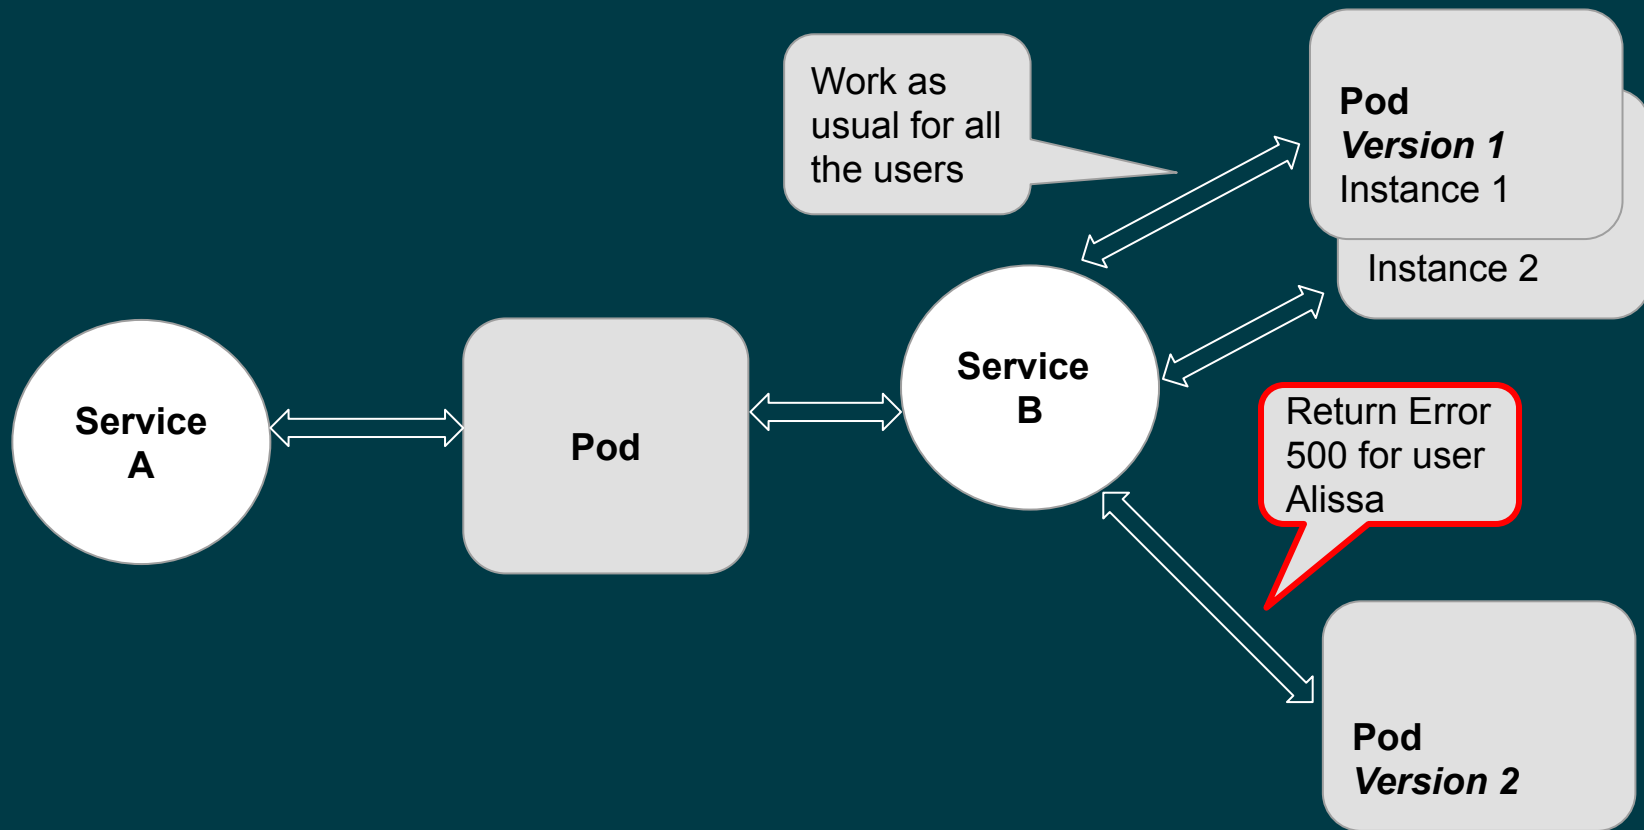 Work as
usual for all
the users
Pod
Version 1
Instance 1
Instance 2
Service
A
Pod
Service
B
Return Error
500 for user
Alissa
Pod
Version 2